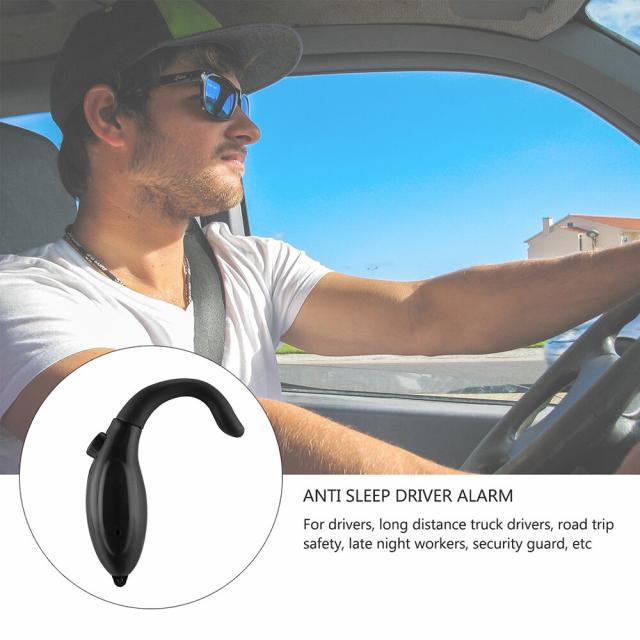 ANTI SLEEP DRIVER ALARM
For drivers, long distance truck drivers, road trip
safety, late night workers, security guard, etc